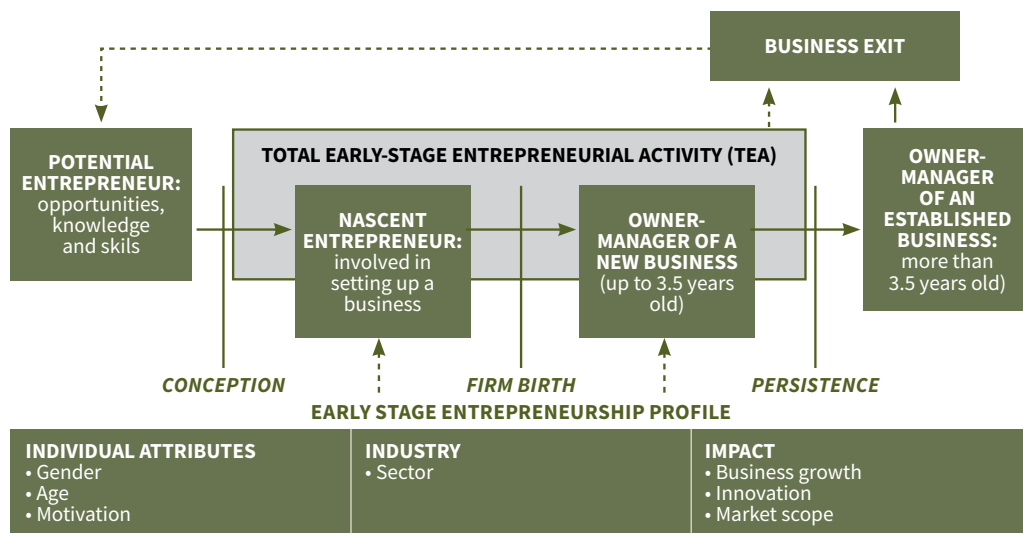 BUSINESS EXIT
TOTAL EARLY-STAGE ENTREPRENEURIAL ACTIVITY (TEA)
POTENTIAL
ENTREPRENEUR:
opportunities,
knowledge
and skils
NASCENT
ENTREPRENEUR:
involved in
setting up a
business
OWNER-
MANAGER OF A
NEW BUSINESS
(up to 3.5 years
old)
OWNER-
MANAGER
OF AN
ESTABLISHED
BUSINESS:
more than
3.5 years old)
CONCEPTION
FIRM BIRTH
PERSISTENCE
EARLY STAGE ENTREPRENEURSHIP PROFILE
INDIVIDUAL ATTRIBUTES
• Gender
• Age
• Motivation
INDUSTRY
• Sector
IMPACT
• Business growth
• Innovation
• Market scope